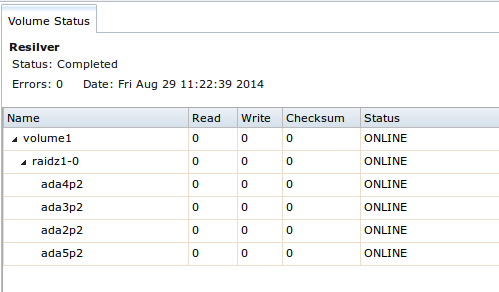 Volume Status
Resilver
Status: Completed
Errors: 0 Date: Fri Aug 29 11:22:39 2014
Name Read Write Checksum Status
volume1 0 0 0 ONLINE
raidz1-0 0 0 0 ONLINE
ada4p2 0 0 0 ONLINE
ada3p2 0 0 0 ONLINE
ada2p2 0 0 0 ONLINE
ada5p2 0 0 0 ONLINE